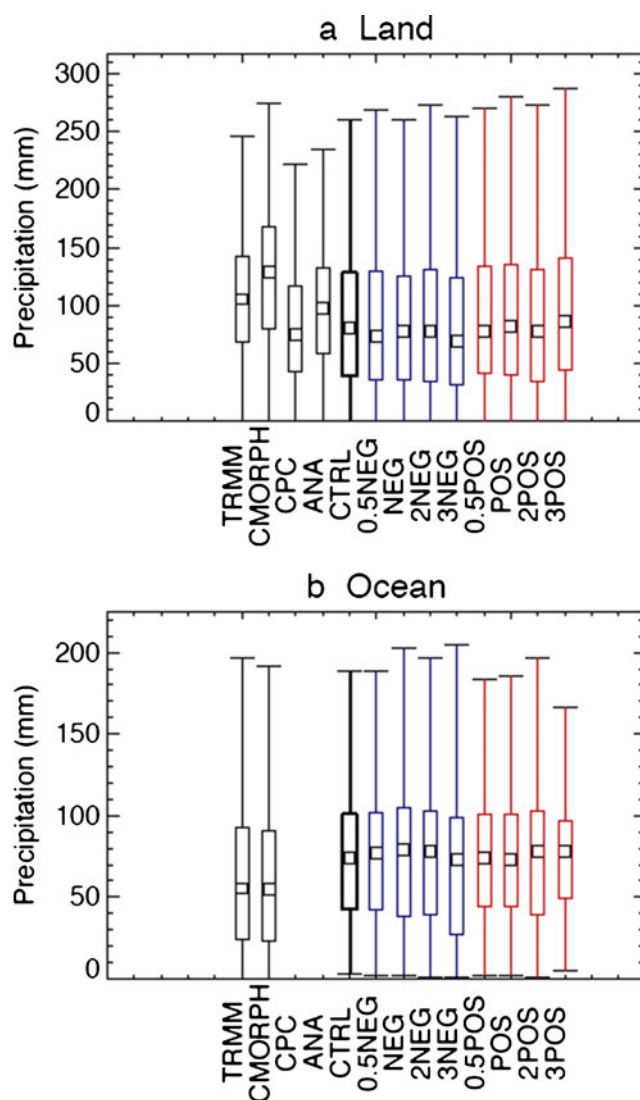 a Land
Precipitation (mm)
300
250
200
150
100
50
0
TRMM
CMORPH
CPC
ANA
CTRL
0.5NEG
NEG
2NEG
3NEG
0.5POS
POS
2POS
3POS
b Ocean
Precipitation (mm)
200
150
100
50
0
TRMM
CMORPH
CPC
ANA
CTRL
0.5NEG
NEG
2NEG
3NEG
0.5POS
POS
2POS
3POS